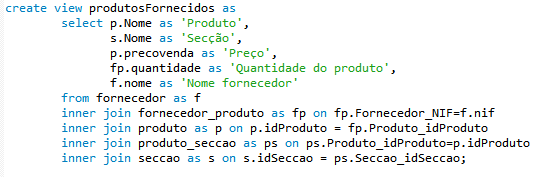 create view produtosFornecidos as
select p.Nome as 'Produto',
s.Nome as 'Secção',
p.precovenda as 'Preço',
fp.quantidade as 'Quantidade do produto',
f.nome as 'Nome fornecedor'
from fornecedor as f
inner join fornecedor_produto as fp on fp.Fornecedor_NIF=f.nif
inner join produto as p on p.idProduto = fp.Produto_idProduto
inner join produto_seccao as ps on ps.Produto_idProduto=p.idProduto
inner join seccao as s on s.idSeccao = ps.Seccao_idSeccao;